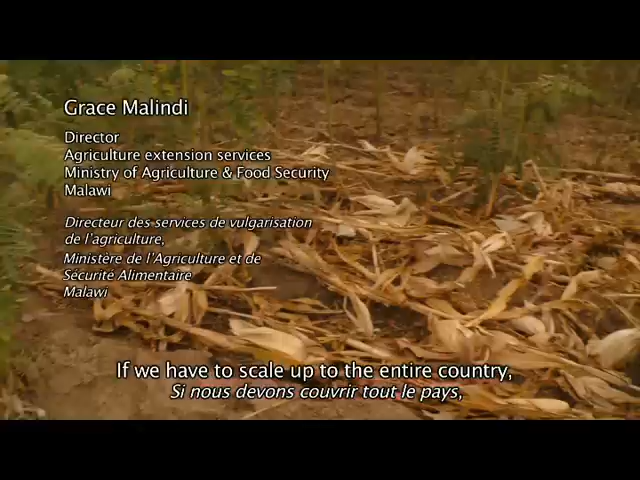 Grace Malindi
Director
Agriculture extension services
Ministry of Agriculture & Food Security
Malawi
Directeur des services de vulgarisation
de l'agriculture,
Ministère de l'Agriculture et de
Sécurité Alimentaire
Malawi
If we have to scale up to the entire country,
Si nous devons couvrir tout le pays,